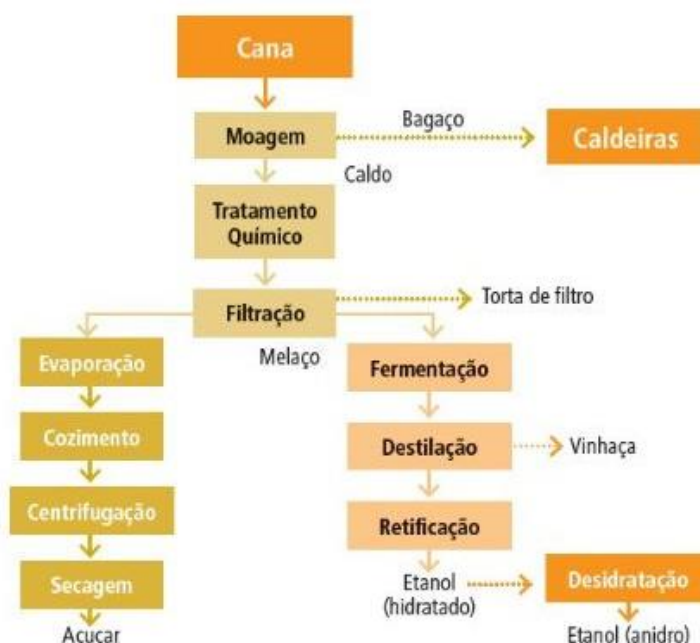 Cana
Moagem
Bagaço
Caldeiras
Caldo
Tratamento
Químico
Filtração
Torta de filtro
Melaço
Evaporação
Cozimento
Centrifugação
Secagem
Açucar
Fermentação
Destilação
Vinhaça
Retificação
Etanol
(hidratado)
Desidratação
Etanol (anidro)